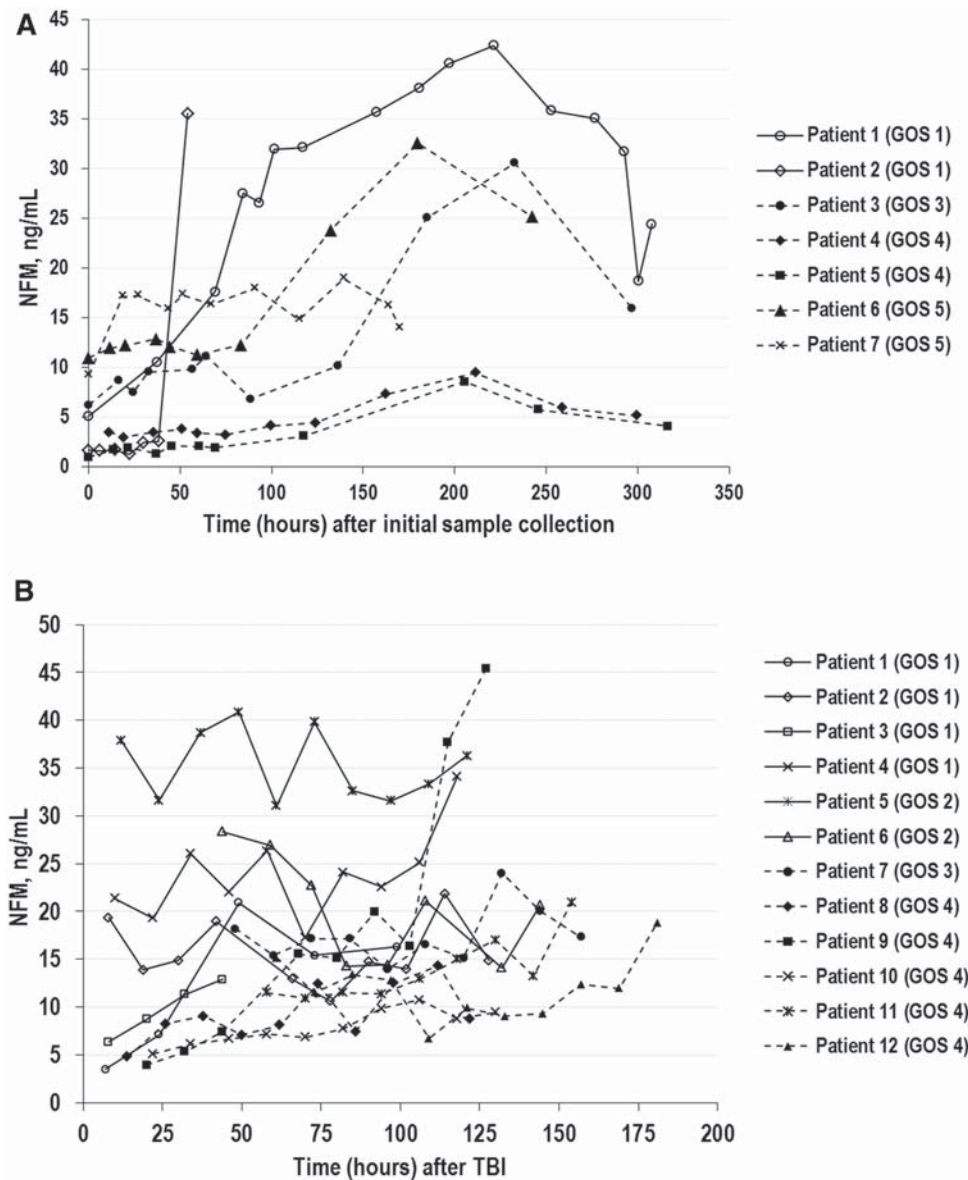 A
45
40
35
30
25
20
15
10
5
0
NFM, ng/mL
0 50 100 150 200 250 300 350
Time (hours) after initial sample collection
Patient 1 (GOS 1)
Patient 2 (GOS 1)
Patient 3 (GOS 3)
Patient 4 (GOS 4)
Patient 5 (GOS 4)
Patient 6 (GOS 5)
Patient 7 (GOS 5)
B
50
45
40
35
30
25
20
15
10
5
0
NFM, ng/mL
0 25 50 75 100 125 150 175 200
Time (hours) after TBI
Patient 1 (GOS 1)
Patient 2 (GOS 1)
Patient 3 (GOS 1)
Patient 4 (GOS 1)
Patient 5 (GOS 2)
Patient 6 (GOS 2)
Patient 7 (GOS 3)
Patient 8 (GOS 4)
Patient 9 (GOS 4)
Patient 10 (GOS 4)
Patient 11 (GOS 4)
Patient 12 (GOS 4)